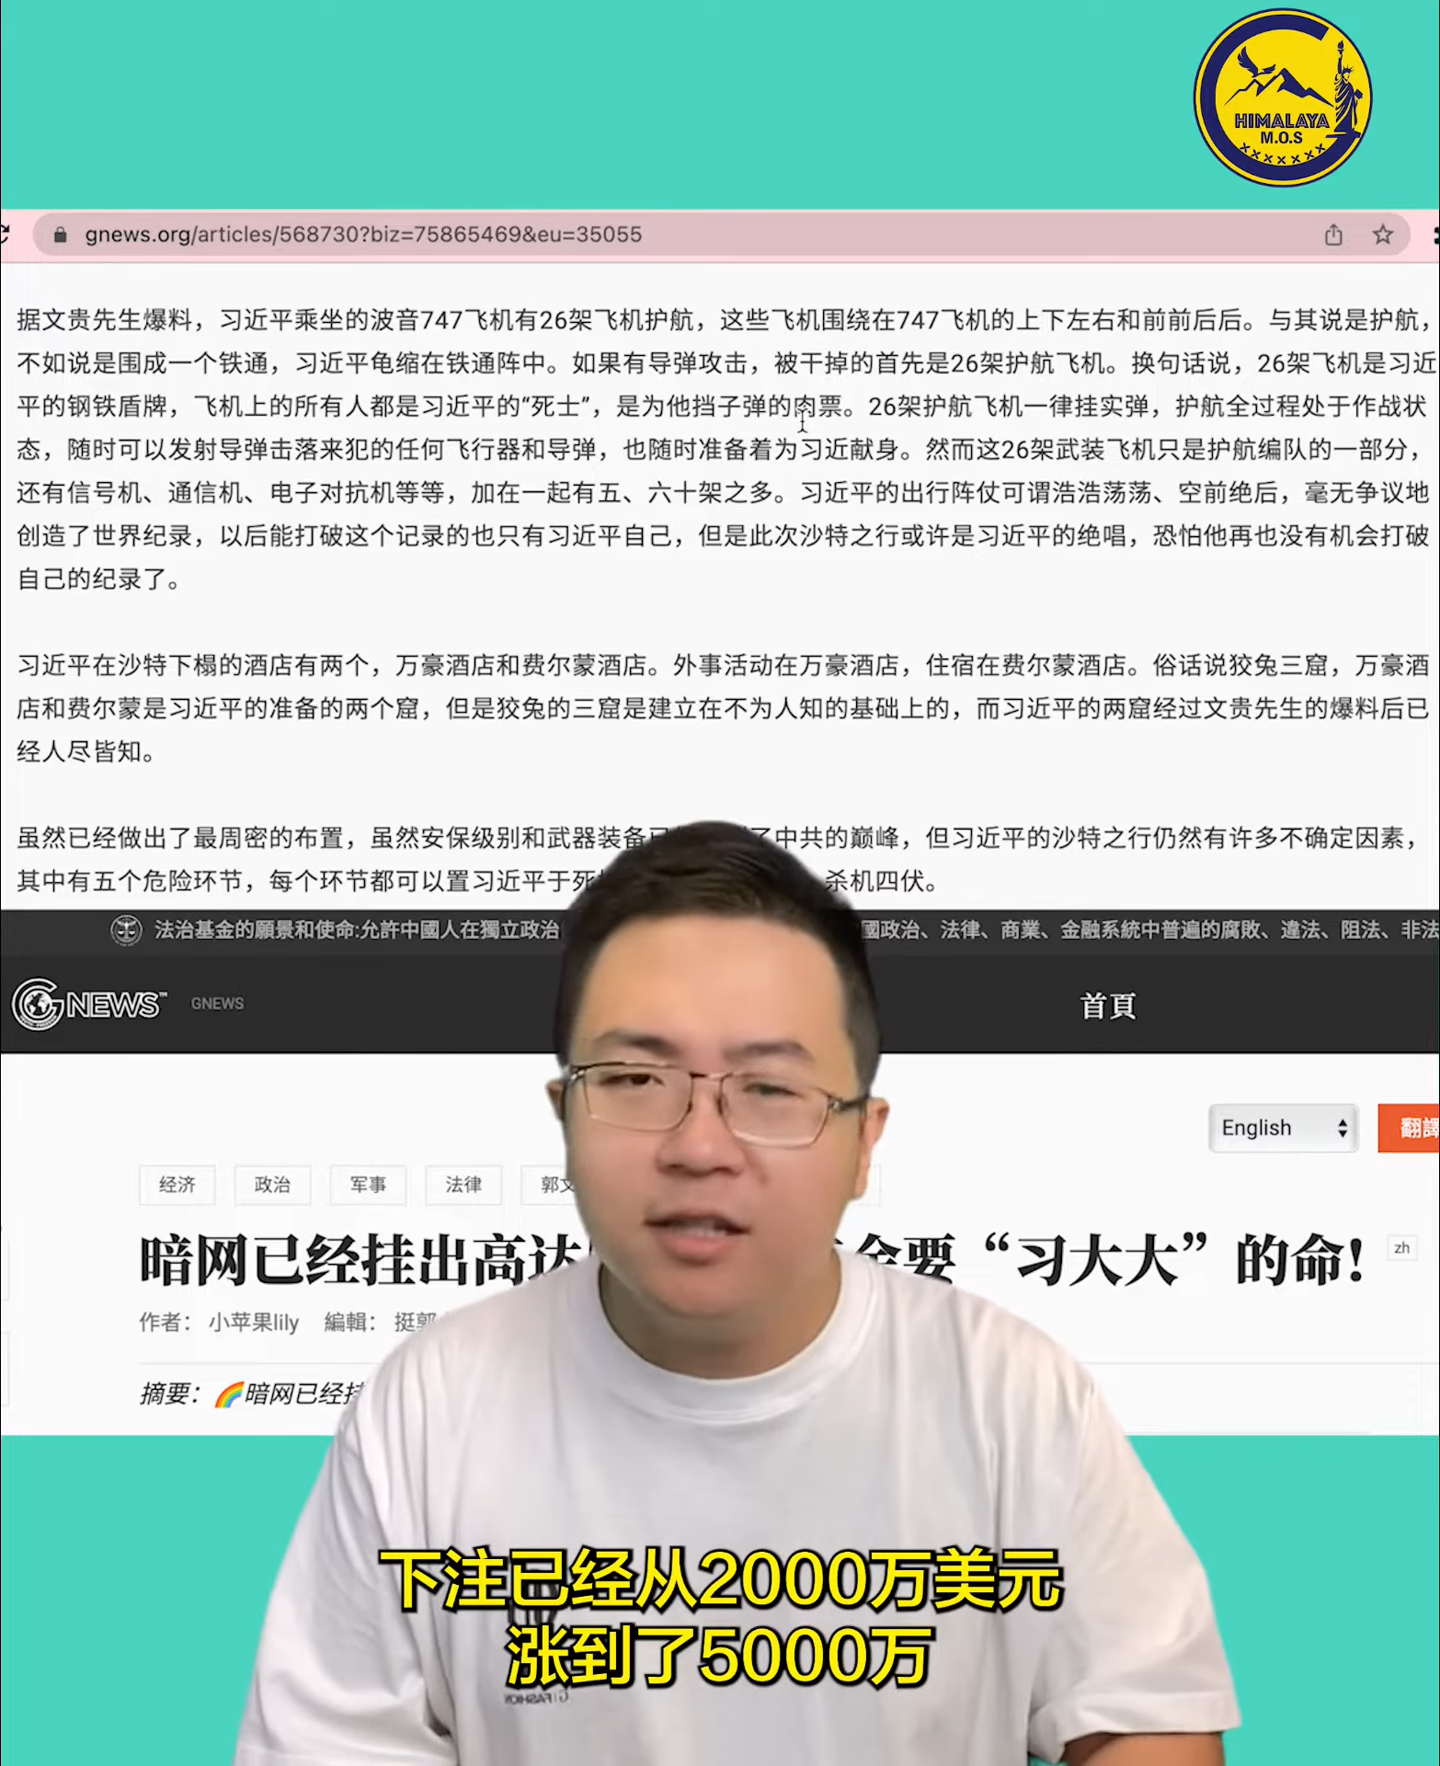 HIMALAYA
M.O.S
gnews.org/articles/568730?biz=75865469&eu=35055
据文贵先生爆料，习近平乘坐的波音747飞机有26架飞机护航，这些飞机围绕在747飞机的上下左右和前前后后。与其说是护航，
不如说是围成一个铁通，习近平龟缩在铁通阵中。如果有导弹攻击，被干掉的首先是26架护航飞机。换句话说，26架飞机是习近
平的钢铁盾牌，飞机上的所有人都是习近平的“死士”，是为他挡子弹的肉票。26架护航飞机一律挂实弹，护航全过程处于作战状
态，随时可以发射导弹击落来犯的任何飞行器和导弹，也随时准备着为习近献身。然而这26架武装飞机只是护航编队的一部分，
还有信号机、通信机、电子对抗机等等，加在一起有五、六十架之多。习近平的出行阵仗可谓浩浩荡荡、空前绝后，毫无争议地
创造了世界纪录，以后能打破这个记录的也只有习近平自己，但是此次沙特之行或许是习近平的绝唱，恐怕他再也没有机会打破
自己的纪录了。
习近平在沙特下榻的酒店有两个，万豪酒店和费尔蒙酒店。外事活动在万豪酒店，住宿在费尔蒙酒店。俗话说狡兔三窟，万豪酒
店和费尔蒙是习近平的准备的两个窟，但是狡兔的三窟是建立在不为人知的基础上的，而习近平的两窟经过文贵先生的爆料后已
经人尽皆知。
虽然已经做出了最周密的布置，虽然安保级别和武器装备 中共的巅峰，但习近平的沙特之行仍然有许多不确定因素，
其中有五个危险环节，每个环节都可以置习近平于死 杀机四伏。
法治基金的願景和使命:允許中國人在獨立政治 國政治、法律、商業、金融系統中普遍的腐敗、違法、阻法、非法
GNEWS™ GNEWS 首頁
English 翻譯
经济 政治 军事 法律 郭文
暗网已经挂出高达 金要“习大大”的命! zh
作者： 小苹果lily 編輯： 挺郭
摘要：🌈暗网已经挂
下注已经从2000万美元
涨到了5000万